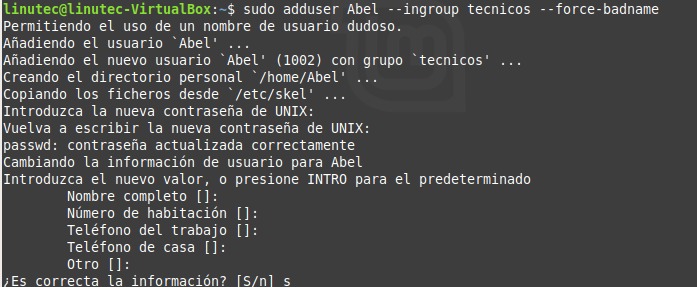 linutec@linutec-VirtualBox:~$ sudo adduser Abel --ingroup tecnicos --force-badname
Permitiendo el uso de un nombre de usuario dudoso.
Añadiendo el usuario `Abel' ...
Añadiendo el nuevo usuario `Abel' (1002) con grupo `tecnicos' ...
Creando el directorio personal `/home/Abel' ...
Copiando los ficheros desde `/etc/skel' ...
Introduzca la nueva contraseña de UNIX:
Vuelva a escribir la nueva contraseña de UNIX:
passwd: contraseña actualizada correctamente
Cambiando la información de usuario para Abel
Introduzca el nuevo valor, o presione INTRO para el predeterminado
Nombre completo []:
Número de habitación []:
Teléfono del trabajo []:
Teléfono de casa []:
Otro []:
¿Es correcta la información? [S/n] s